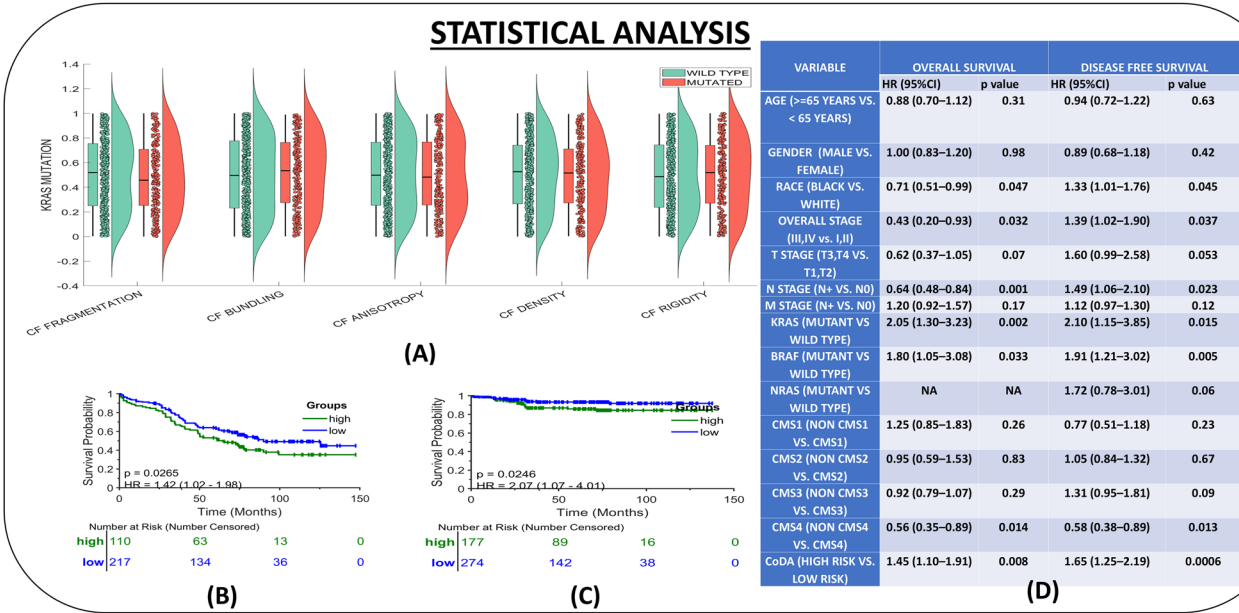 STATISTICAL ANALYSIS
KRAS MUTATION
1.4
1.2
1
0.8
0.6
0.4
0.2
0
-0.2
-0.4
WILD TYPE
MUTATED
CF FRAGMENTATION
CF BUNDLING
CF ANISOTROPY
CF DENSITY
CF RIGIDITY
(A)
Survival Probability
1
0.8
0.6
0.4
0.2
0
Groups
high
low
p = 0.0265
HR = 1.42 (1.02 - 1.98)
0 50 100 150
Time (Months)
Number at Risk (Number Censored)
high 110 63 13 0
low 217 134 36 0
(B)
Survival Probability
1
0.8
0.6
0.4
0.2
0
Groups
high
low
p = 0.0246
HR = 2.07 (1.07 - 4.01)
0 50 100 150
Time (Months)
Number at Risk (Number Censored)
high 177 89 16 0
low 274 142 38 0
(C)
VARIABLE OVERALL SURVIVAL DISEASE FREE SURVIVAL
HR (95%CI) p value HR (95%CI) p value
AGE (>=65 YEARS VS. 0.88 (0.70–1.12) 0.31 0.94 (0.72–1.22) 0.63
< 65 YEARS)
GENDER (MALE VS. 1.00 (0.83–1.20) 0.98 0.89 (0.68–1.18) 0.42
FEMALE)
RACE (BLACK VS. 0.71 (0.51–0.99) 0.047 1.33 (1.01–1.76) 0.045
WHITE)
OVERALL STAGE 0.43 (0.20–0.93) 0.032 1.39 (1.02–1.90) 0.037
(III,IV vs. I,II)
T STAGE (T3,T4 VS. 0.62 (0.37-1.05) 0.07 1.60 (0.99–2.58) 0.053
T1,T2)
N STAGE (N+ VS. N0) 0.64 (0.48–0.84) 0.001 1.49 (1.06–2.10) 0.023
M STAGE (N+ VS. N0) 1.20 (0.92–1.57) 0.17 1.12 (0.97–1.30) 0.12
KRAS (MUTANT VS 2.05 (1.30–3.23) 0.002 2.10 (1.15–3.85) 0.015
WILD TYPE)
BRAF (MUTANT VS 1.80 (1.05–3.08) 0.033 1.91 (1.21–3.02) 0.005
WILD TYPE)
NRAS (MUTANT VS NA NA 1.72 (0.78–3.01) 0.06
WILD TYPE)
CMS1 (NON CMS1 1.25 (0.85–1.83) 0.26 0.77 (0.51–1.18) 0.23
VS. CMS1)
CMS2 (NON CMS2 0.95 (0.59–1.53) 0.83 1.05 (0.84–1.32) 0.67
VS. CMS2)
CMS3 (NON CMS3 0.92 (0.79–1.07) 0.29 1.31 (0.95–1.81) 0.09
VS. CMS3)
CMS4 (NON CMS4 0.56 (0.35–0.89) 0.014 0.58 (0.38–0.89) 0.013
VS. CMS4)
CoDA (HIGH RISK VS. 1.45 (1.10–1.91) 0.008 1.65 (1.25–2.19) 0.0006
LOW RISK)
(D)